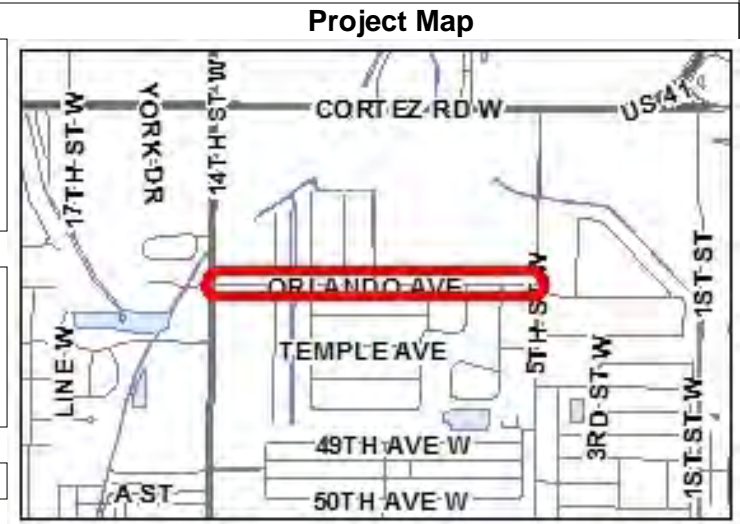 Project Map
CORTEZ RD W
US 41
17TH ST W
YORK DR
14TH ST W
ORLANDO AVE
5TH ST W
1ST ST
TEMPLE AVE
LINE W
3RD ST W
1ST ST W
49TH AVE W
A ST
50TH AVE W